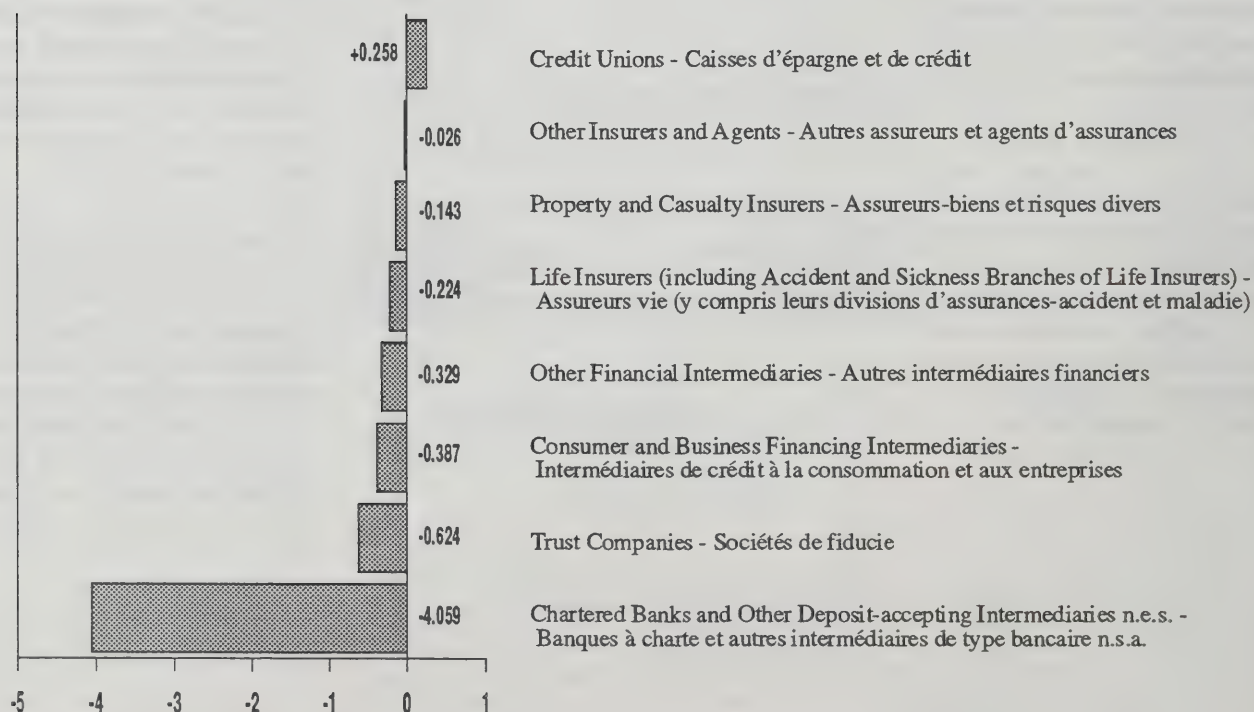 +0.258 Credit Unions - Caisses d'épargne et de crédit
-0.026 Other Insurers and Agents - Autres assureurs et agents d'assurances
-0.143 Property and Casualty Insurers - Assureurs-biens et risques divers
-0.224 Life Insurers (including Accident and Sickness Branches of Life Insurers) -
Assureurs vie (y compris leurs divisions d'assurances-accident et maladie)
-0.329 Other Financial Intermediaries - Autres intermédiaires financiers
-0.387 Consumer and Business Financing Intermediaries -
Intermédiaires de crédit à la consommation et aux entreprises
-0.624 Trust Companies - Sociétés de fiducie
-4.059 Chartered Banks and Other Deposit-accepting Intermediaries n.e.s. -
Banques à charte et autres intermédiaires de type bancaire n.s.a.
-5 -4 -3 -2 -1 0 1